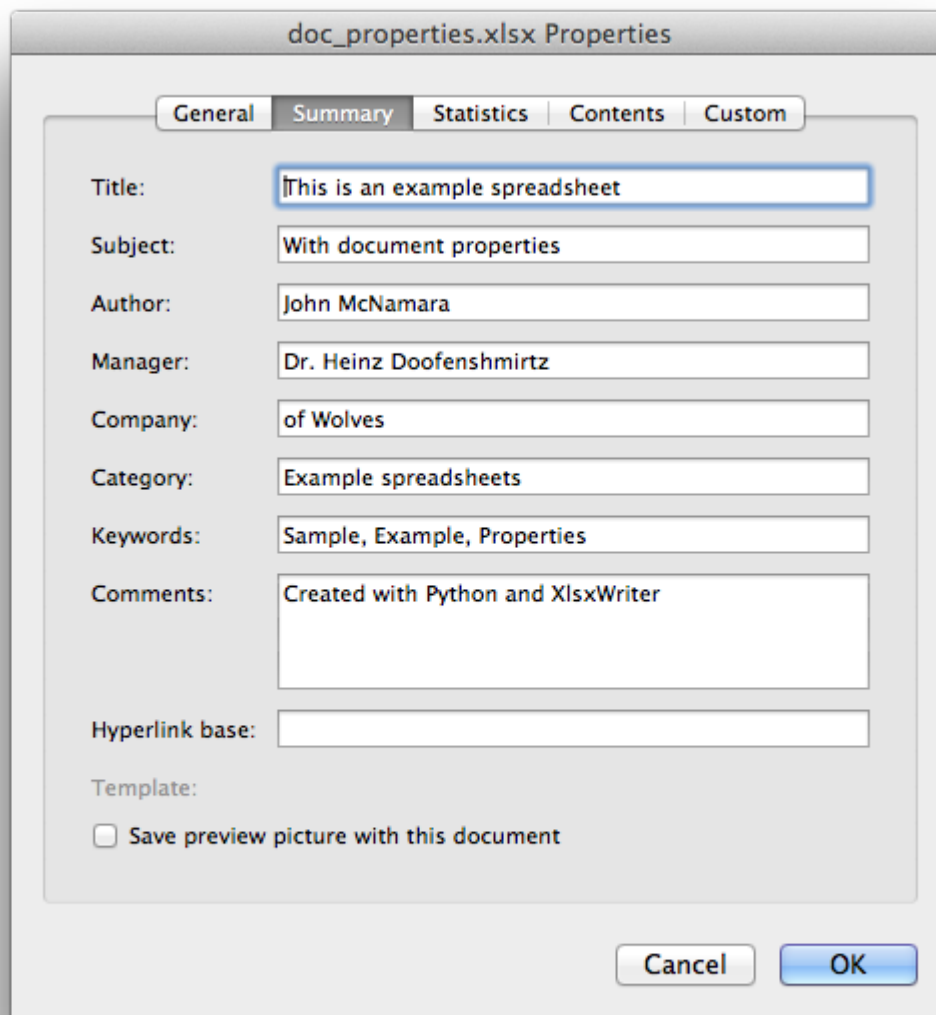 doc_properties.xlsx Properties
General Summary Statistics Contents Custom
Title: This is an example spreadsheet
Subject: With document properties
Author: John McNamara
Manager: Dr. Heinz Doofenshmirtz
Company: of Wolves
Category: Example spreadsheets
Keywords: Sample, Example, Properties
Comments: Created with Python and XlsxWriter
Hyperlink base:
Template:
Save preview picture with this document
Cancel OK